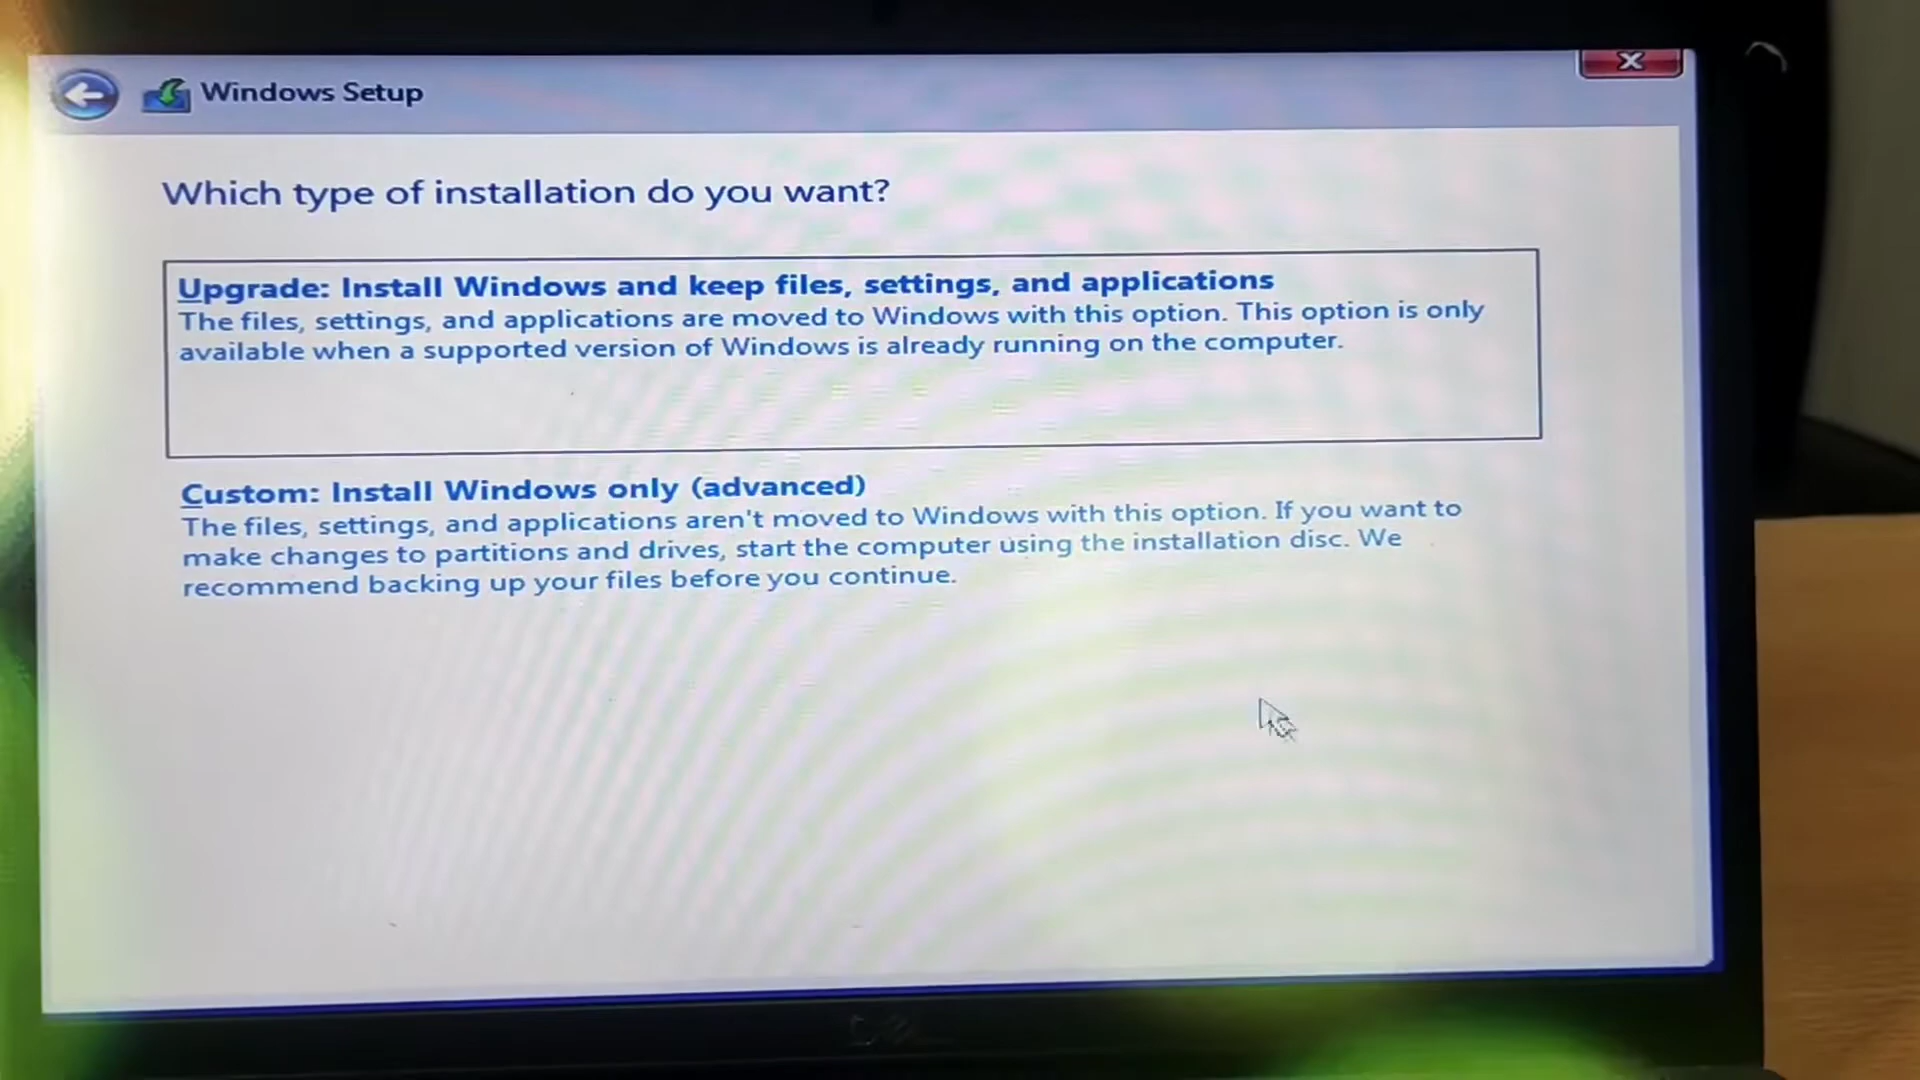 Windows Setup
Which type of installation do you want?
Upgrade: Install Windows and keep files, settings, and applications
The files, settings, and applications are moved to Windows with this option. This option is only
available when a supported version of Windows is already running on the computer.
Custom: Install Windows only (advanced)
The files, settings, and applications aren't moved to Windows with this option. If you want to
make changes to partitions and drives, start the computer using the installation disc. We
recommend backing up your files before you continue.